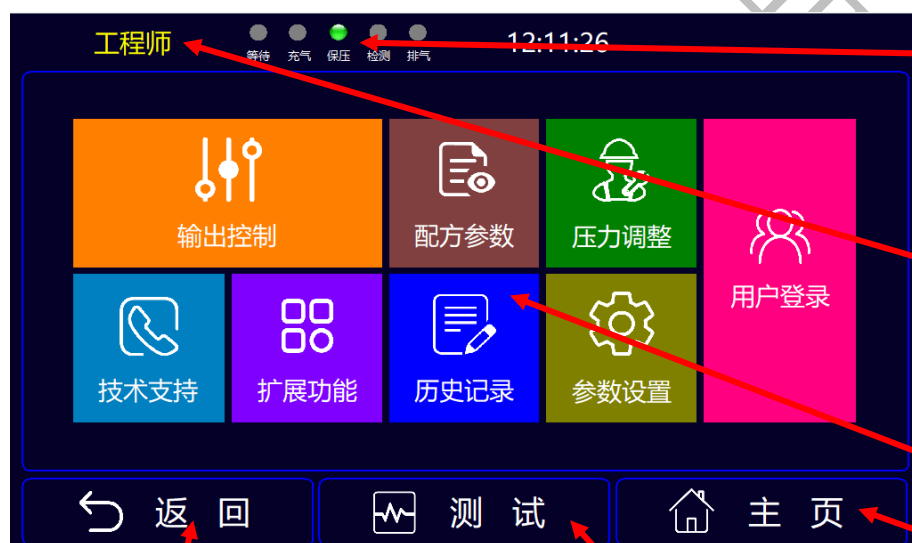 工程师
等待 充气 保压 检测 排气
12:11:26
输出控制
配方参数
压力调整
用户登录
技术支持
扩展功能
历史记录
参数设置
返 回
测 试
主 页